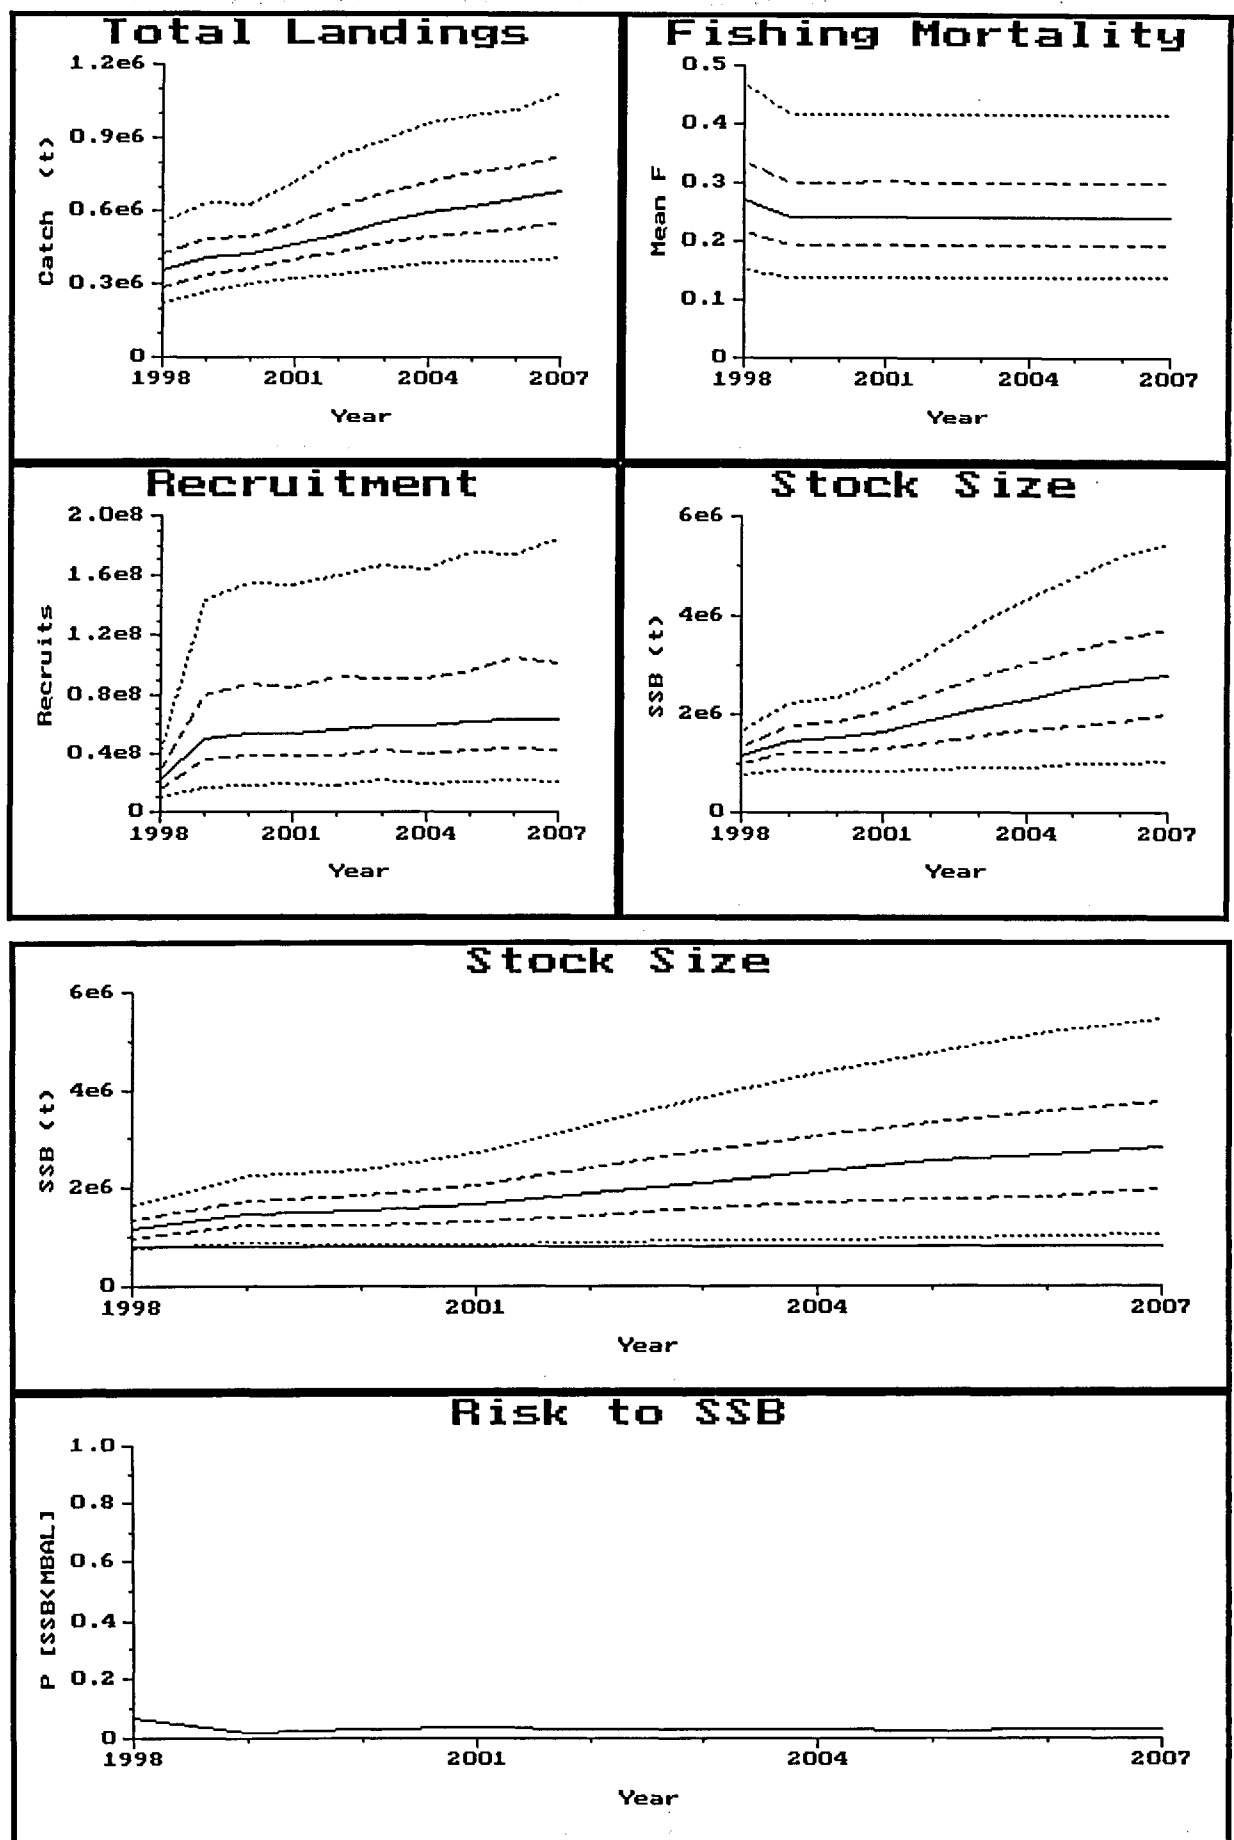 Total Landings
Catch (t)
1.2e6
0.9e6
0.6e6
0.3e6
0
1998
2001
2004
2007
Year
Fishing Mortality
Mean F
0.5
0.4
0.3
0.2
0.1
0
1998
2001
2004
2007
Year
Recruitment
Recruits
2.0e8
1.6e8
1.2e8
0.8e8
0.4e8
0
1998
2001
2004
2007
Year
Stock Size
SSB (t)
6e6
4e6
2e6
0
1998
2001
2004
2007
Year
Stock Size
SSB (t)
6e6
4e6
2e6
0
1998
2001
2004
2007
Year
Risk to SSB
P [SSB<MBAL]
1.0
0.8
0.6
0.4
0.2
0
1998
2001
2004
2007
Year